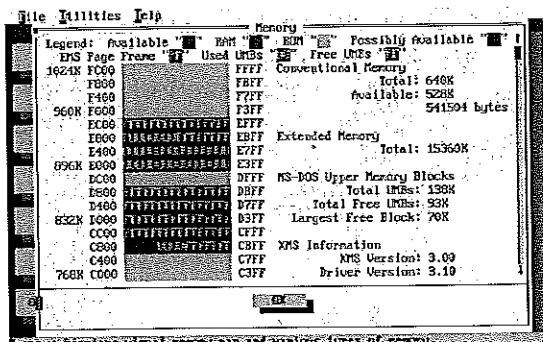 File Utilities Help
Memory
Legend: Available " " RAM " " ROM " " Possibly Available " "
EMS Page Frame " " Used UMBs " " Free UMBs " "
1024K FC00 FFFF Conventional Memory
F800 FBFF Total: 640K
F400 F7FF Available: 528K
960K F000 F3FF 541504 bytes
EC00 EFFF
E800 EBFF Extended Memory
E400 E7FF Total: 15360K
896K E000 E3FF
DC00 DFFF MS-DOS Upper Memory Blocks
D800 DBFF Total UMBs: 138K
D400 D7FF Total Free UMBs: 93K
832K D000 D3FF Largest Free Block: 70K
CC00 CFFF
C800 CBFF XMS Information
C400 C7FF XMS Version: 3.00
768K C000 C3FF Driver Version: 3.10
OK